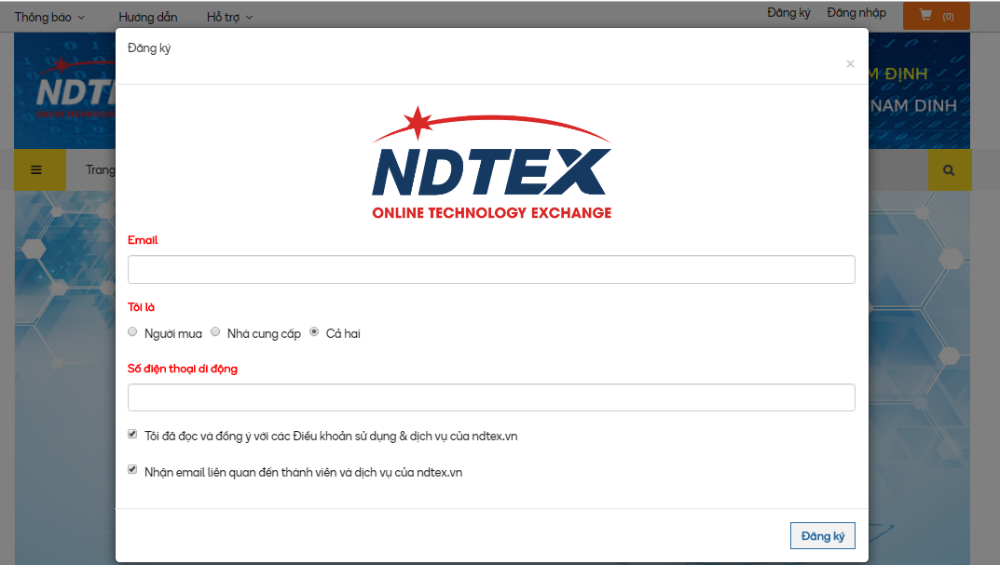 Thông báo
Hướng dẫn
Hỗ trợ
Đăng ký
Đăng nhập
(0)
Đăng ký
×
NDTE
M ĐỊNH
NAM DINH
Trang
NDTEX
ONLINE TECHNOLOGY EXCHANGE
Email
Tôi là
Người mua Nhà cung cấp Cả hai
Số điện thoại di động
Tôi đã đọc và đồng ý với các Điều khoản sử dụng & dịch vụ của ndtex.vn
Nhận email liên quan đến thành viên và dịch vụ của ndtex.vn
Đăng ký